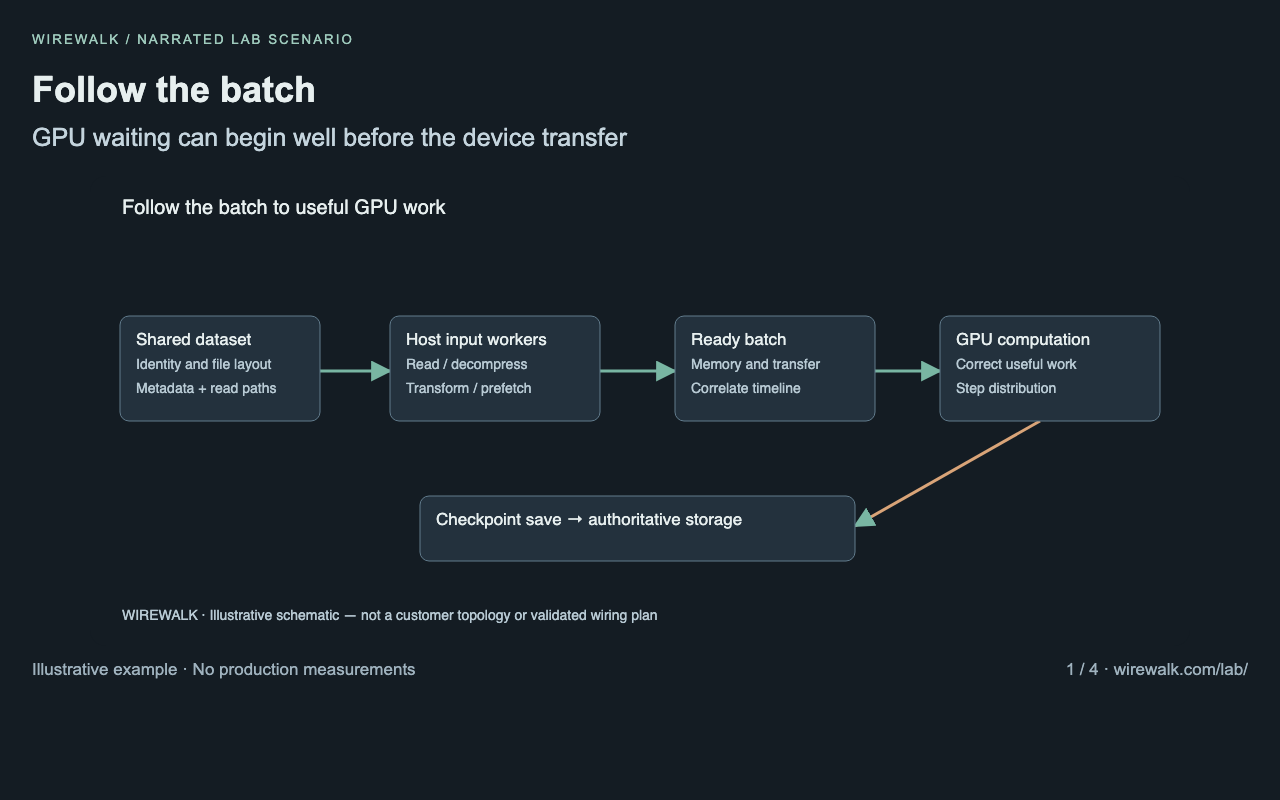 WIREWALK / NARRATED LAB SCENARIO
Follow the batch
GPU waiting can begin well before the device transfer
Follow the batch to useful GPU work
Shared dataset
Identity and file layout
Metadata + read paths
Host input workers
Read / decompress
Transform / prefetch
Ready batch
Memory and transfer
Correlate timeline
GPU computation
Correct useful work
Step distribution
Checkpoint save → authoritative storage
WIREWALK · Illustrative schematic — not a customer topology or validated wiring plan
Illustrative example · No production measurements
1 / 4 · wirewalk.com/lab/